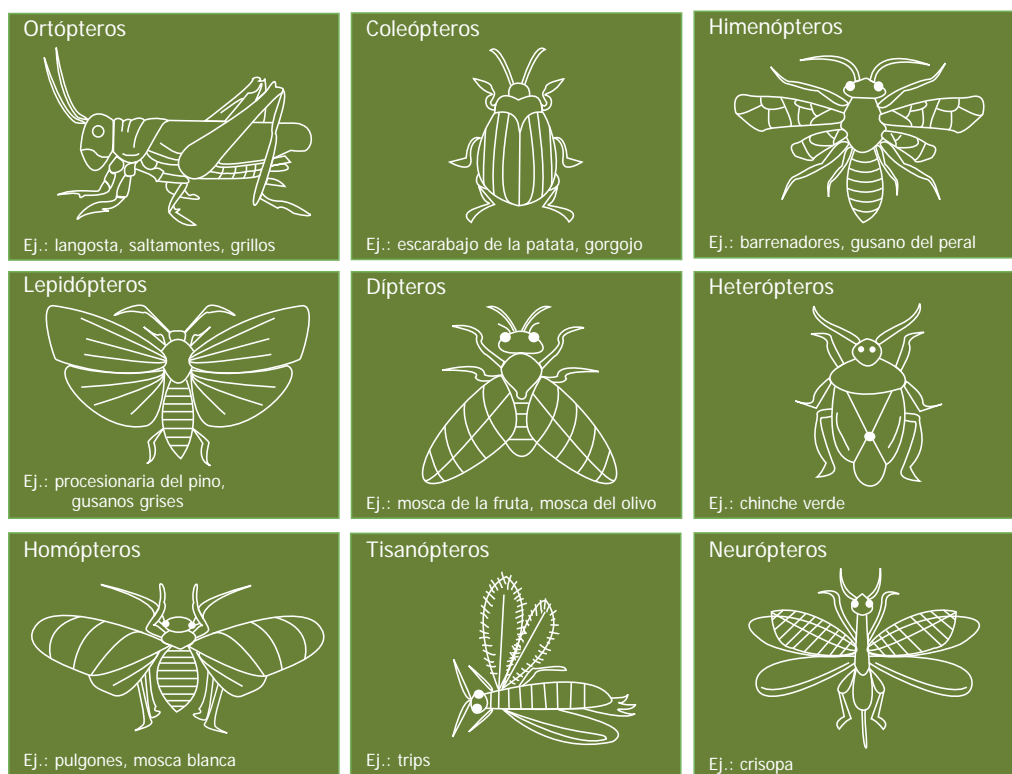 Ortópteros
Ej.: langosta, saltamontes, grillos
Coleópteros
Ej.: escarabajo de la patata, gorgojo
Himenópteros
Ej.: barrenadores, gusano del peral
Lepidópteros
Ej.: procesionaria del pino,
gusanos grises
Dípteros
Ej.: mosca de la fruta, mosca del olivo
Heterópteros
Ej.: chinche verde
Homópteros
Ej.: pulgones, mosca blanca
Tisanópteros
Ej.: trips
Neurópteros
Ej.: crisopa